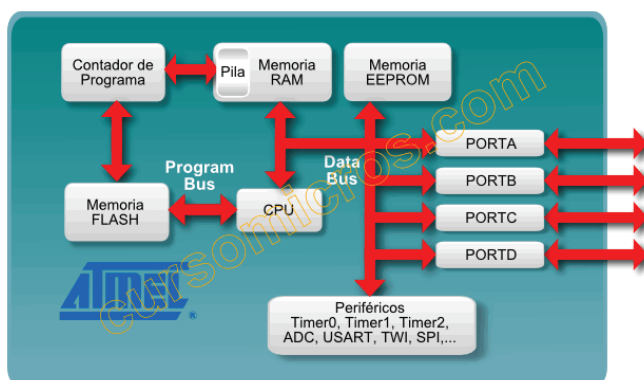 Contador de
Programa
Pila
Memoria
RAM
Memoria
EEPROM
Program
Bus
Data
Bus
PORTA
PORTB
PORTC
PORTD
Memoria
FLASH
CPU
ATMEL®
Periféricos
Timer0, Timer1, Timer2,
ADC, USART, TWI, SPI,...
cursomicros.com